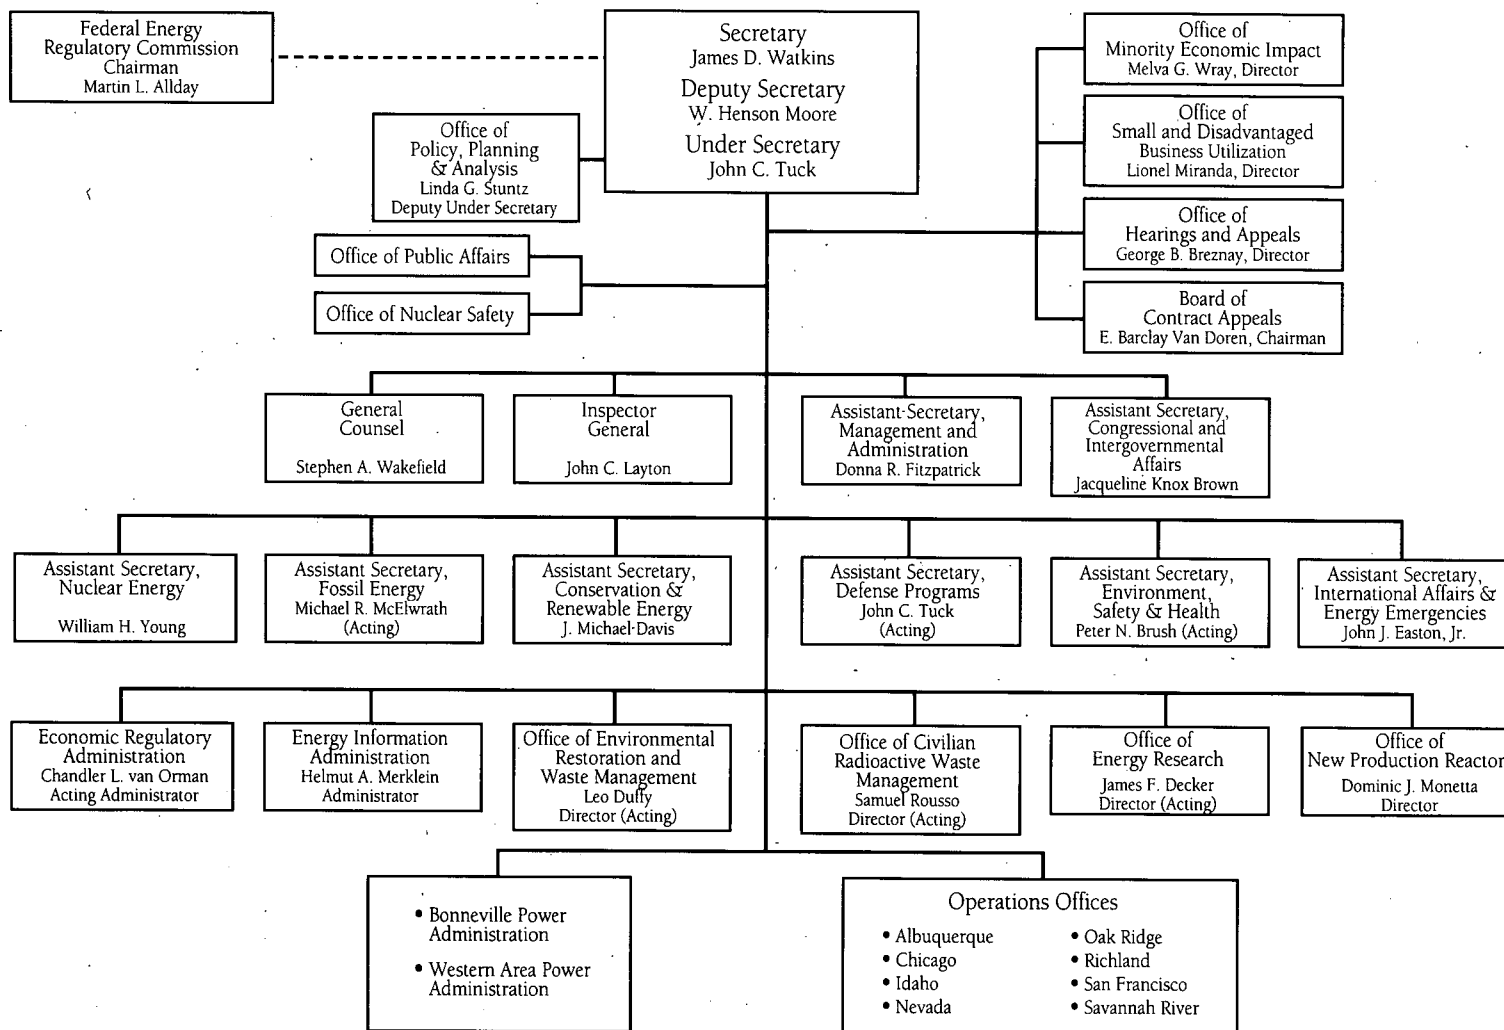 Federal Energy
Regulatory Commission
Chairman
Martin L. Allday
Secretary
James D. Watkins
Deputy Secretary
W. Henson Moore
Under Secretary
John C. Tuck
Office of
Policy, Planning
& Analysis
Linda G. Stuntz
Deputy Under Secretary
Office of Public Affairs
Office of Nuclear Safety
Office of
Minority Economic Impact
Melva G. Wray, Director
Office of
Small and Disadvantaged
Business Utilization
Lionel Miranda, Director
Office of
Hearings and Appeals
George B. Breznay, Director
Board of
Contract Appeals
E. Barclay Van Doren, Chairman
General
Counsel
Stephen A. Wakefield
Inspector
General
John C. Layton
Assistant Secretary,
Management and
Administration
Donna R. Fitzpatrick
Assistant Secretary,
Congressional and
Intergovernmental
Affairs
Jacqueline Knox Brown
Assistant Secretary,
Nuclear Energy
William H. Young
Assistant Secretary,
Fossil Energy
Michael R. McElwrath
(Acting)
Assistant Secretary,
Conservation &
Renewable Energy
J. Michael Davis
Assistant Secretary,
Defense Programs
John C. Tuck
(Acting)
Assistant Secretary,
Environment,
Safety & Health
Peter N. Brush (Acting)
Assistant Secretary,
International Affairs &
Energy Emergencies
John J. Easton, Jr.
Economic Regulatory
Administration
Chandler L. van Orman
Acting Administrator
Energy Information
Administration
Helmut A. Merklein
Administrator
Office of Environmental
Restoration and
Waste Management
Leo Duffy
Director (Acting)
Office of Civilian
Radioactive Waste
Management
Samuel Rousso
Director (Acting)
Office of
Energy Research
James F. Decker
Director (Acting)
Office of
New Production Reactor
Dominic J. Monetta
Director
• Bonneville Power
Administration
• Western Area Power
Administration
Operations Offices
• Albuquerque
• Chicago
• Idaho
• Nevada
• Oak Ridge
• Richland
• San Francisco
• Savannah River